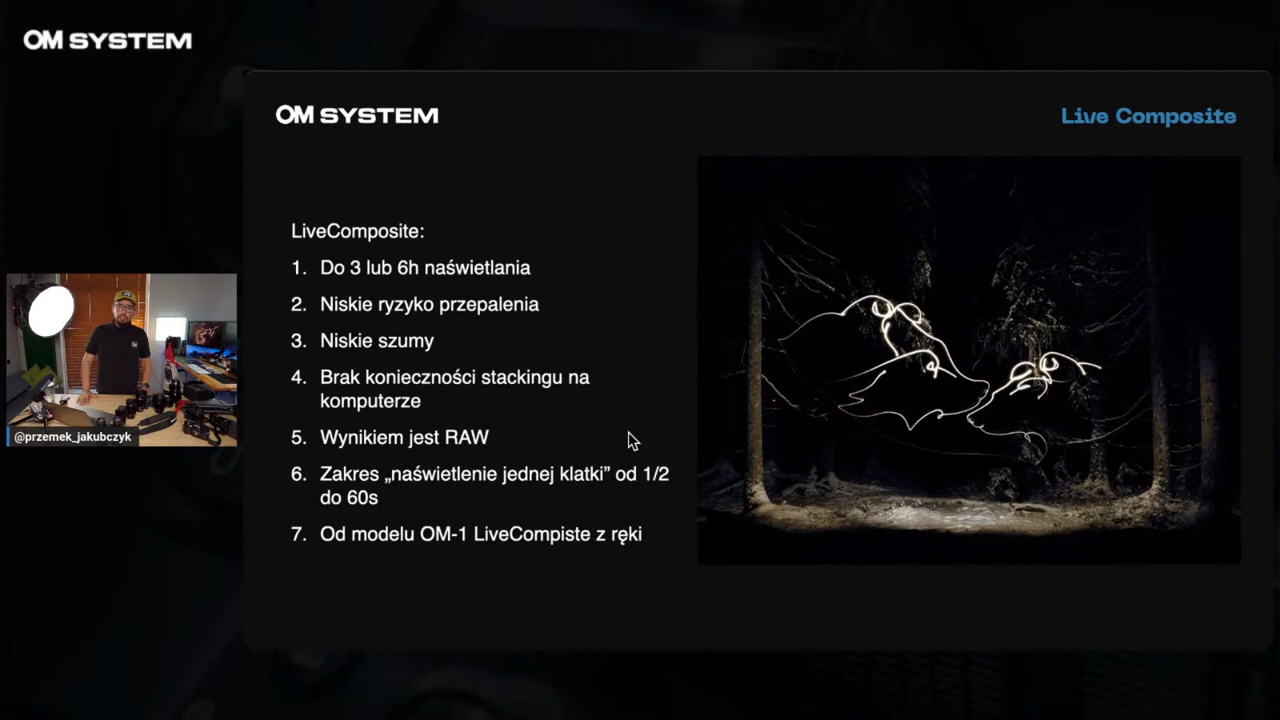 OM SYSTEM
OM SYSTEM
Live Composite
LiveComposite:
1. Do 3 lub 6h naświetlania
2. Niskie ryzyko przepalenia
3. Niskie szumy
4. Brak konieczności stackingu na
komputerze
5. Wynikiem jest RAW
6. Zakres „naświetlenie jednej klatki” od 1/2
do 60s
7. Od modelu OM-1 LiveCompiste z ręki
@przemek_jakubczyk